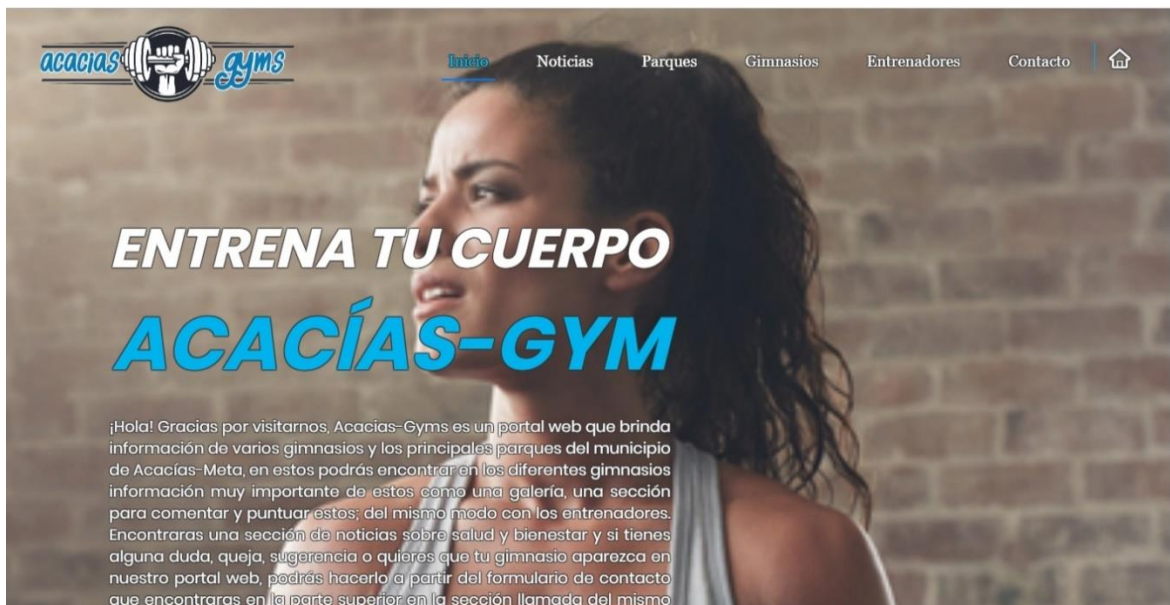 acacias gyms
Inicio Noticias Parques Gimnasios Entrenadores Contacto
ENTRENA TU CUERPO
ACACÍAS-GYM
¡Hola! Gracias por visitarnos, Acacias-Gyms es un portal web que brinda
información de varios gimnasios y los principales parques del municipio
de Acacías-Meta, en estos podrás encontrar en los diferentes gimnasios
información muy importante de estos como una galería, una sección
para comentar y puntuar estos; del mismo modo con los entrenadores.
Encontraras una sección de noticias sobre salud y bienestar y si tienes
alguna duda, queja, sugerencia o quieres que tu gimnasio aparezca en
nuestro portal web, podrás hacerlo a partir del formulario de contacto
que encontraras en la parte superior en la sección llamada del mismo